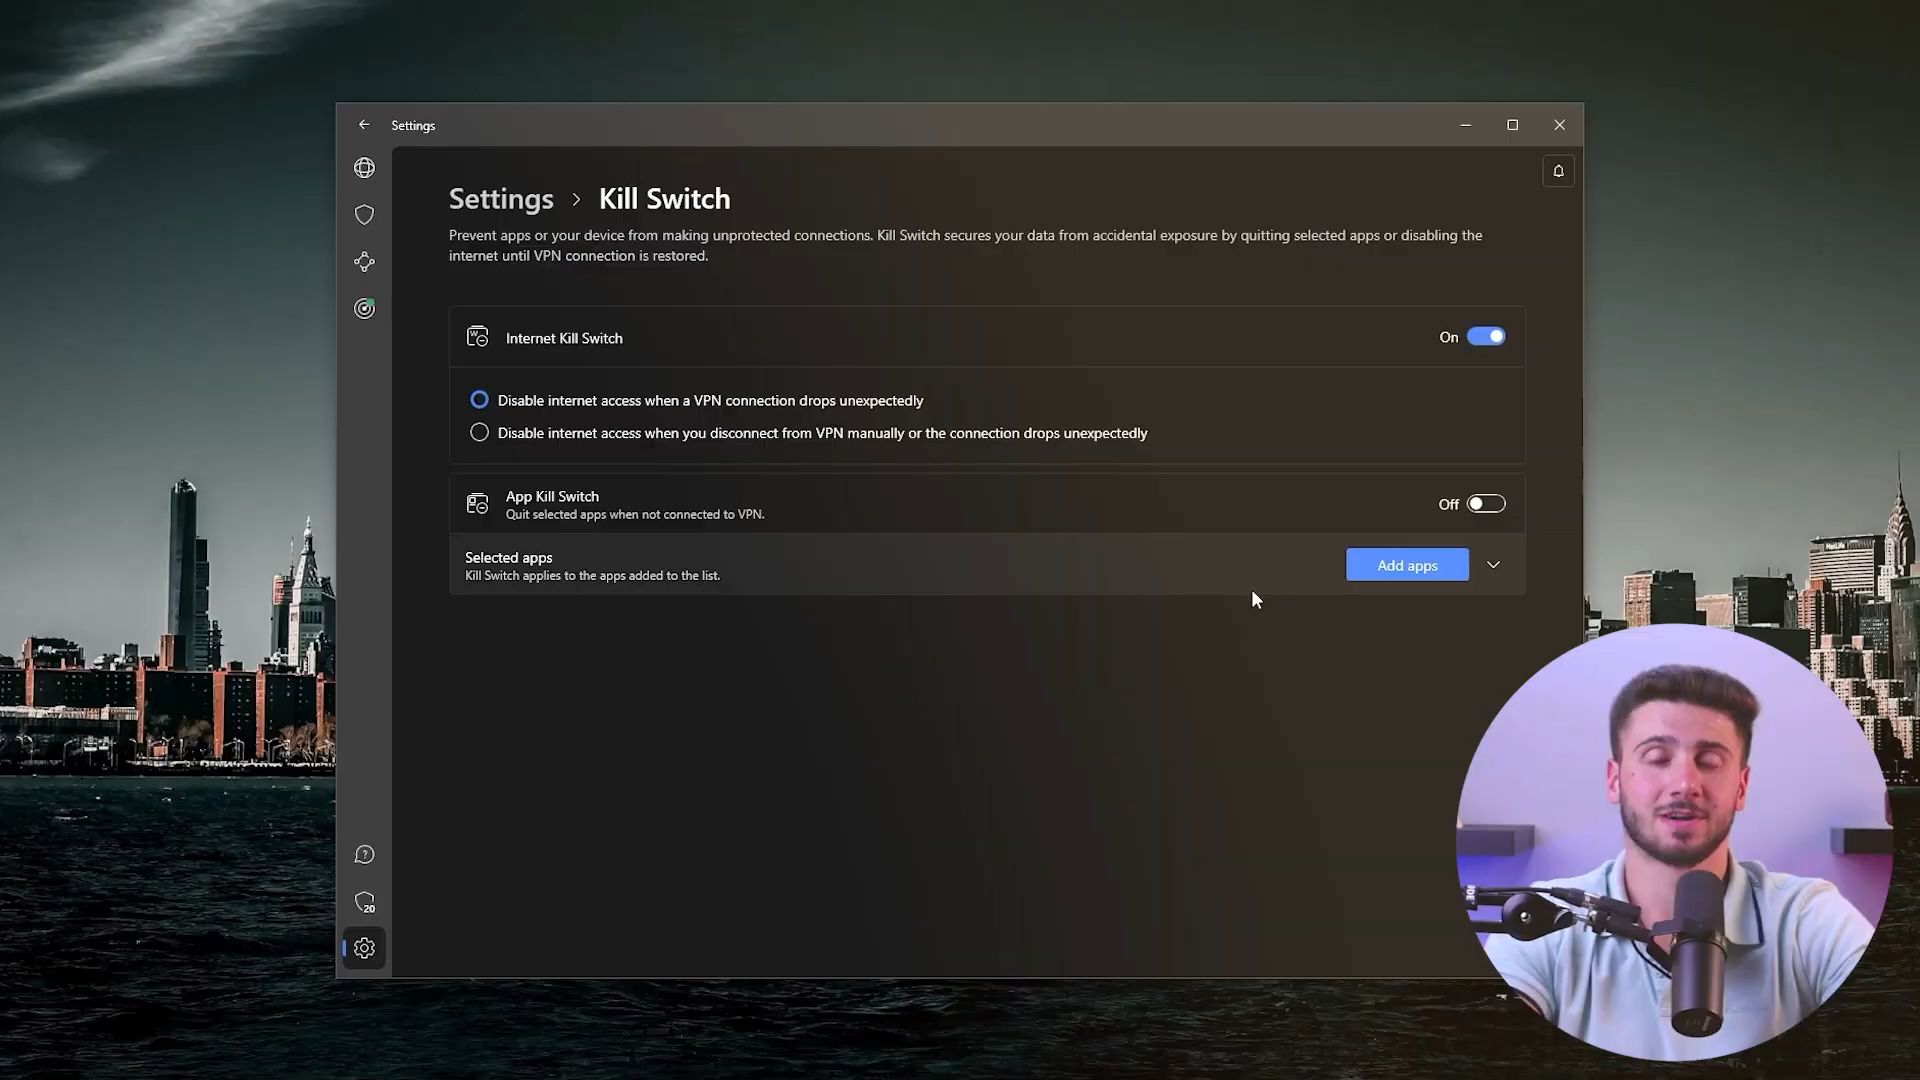 Settings
Settings > Kill Switch
Prevent apps or your device from making unprotected connections. Kill Switch secures your data from accidental exposure by quitting selected apps or disabling the
internet until VPN connection is restored.
Internet Kill Switch
On
Disable internet access when a VPN connection drops unexpectedly
Disable internet access when you disconnect from VPN manually or the connection drops unexpectedly
App Kill Switch
Quit selected apps when not connected to VPN.
Off
Selected apps
Kill Switch applies to the apps added to the list.
Add apps
20
MetLife